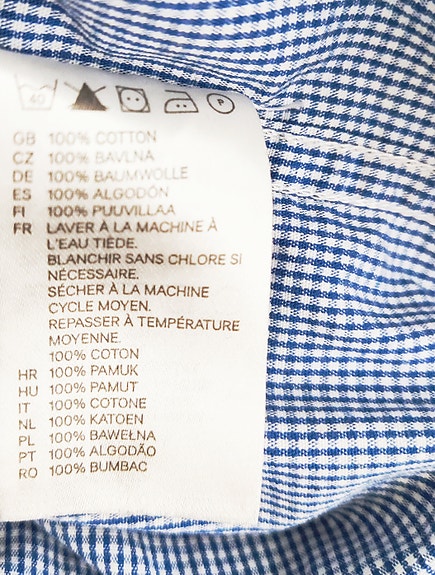 40 P
GB 100% COTTON
CZ 100% BAVLNA
DE 100% BAUMWOLLE
ES 100% ALGODÓN
FI 100% PUUVILLAA
FR LAVER À LA MACHINE À
L'EAU TIÈDE.
BLANCHIR SANS CHLORE SI
NÉCESSAIRE.
SÉCHER À LA MACHINE
CYCLE MOYEN.
REPASSER À TEMPÉRATURE
MOYENNE.
100% COTON
HR 100% PAMUK
HU 100% PAMUT
IT 100% COTONE
NL 100% KATOEN
PL 100% BAWEŁNA
PT 100% ALGODÃO
RO 100% BUMBAC